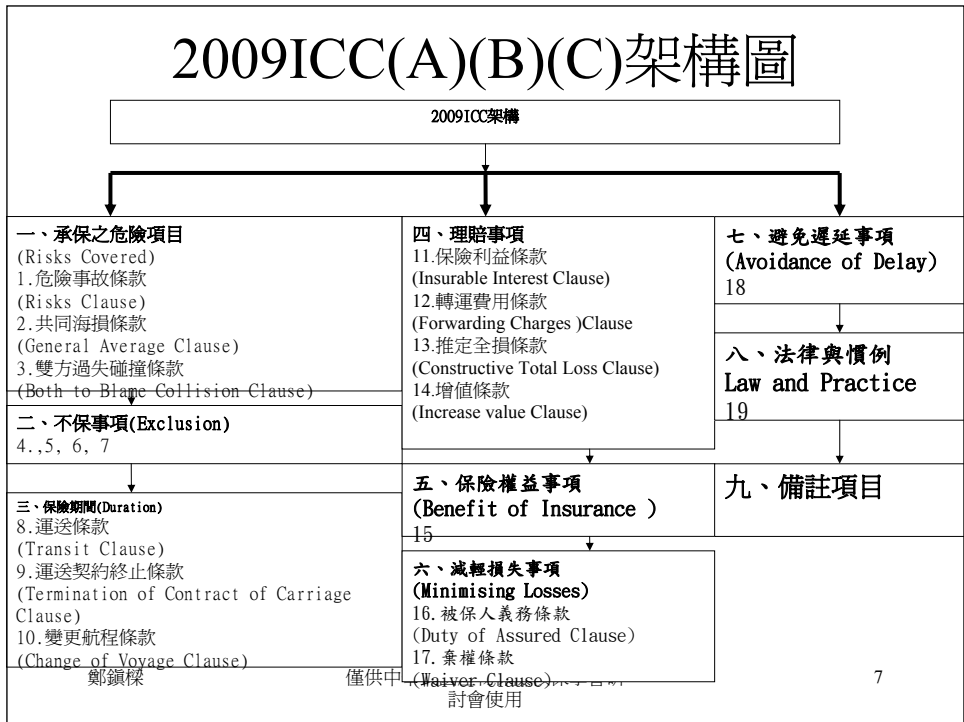 2009ICC(A)(B)(C)架構圖
2009ICC架構
一、承保之危險項目
(Risks Covered)
1.危險事故條款
(Risks Clause)
2.共同海損條款
(General Average Clause)
3.雙方過失碰撞條款
(Both to Blame Collision Clause)
二、不保事項(Exclusion)
4.,5, 6, 7
三、保險期間(Duration)
8.運送條款
(Transit Clause)
9.運送契約終止條款
(Termination of Contract of Carriage
Clause)
10.變更航程條款
(Change of Voyage Clause)
四、理賠事項
11.保險利益條款
(Insurable Interest Clause)
12.轉運費用條款
(Forwarding Charges )Clause
13.推定全損條款
(Constructive Total Loss Clause)
14.增值條款
(Increase value Clause)
五、保險權益事項
(Benefit of Insurance )
15
六、減輕損失事項
(Minimising Losses)
16.被保人義務條款
(Duty of Assured Clause)
17.棄權條款
(Waiver Clause)
七、避免遲延事項
(Avoidance of Delay)
18
八、法律與慣例
Law and Practice
19
九、備註項目
鄭鎭樑
僅供中
討會使用
7